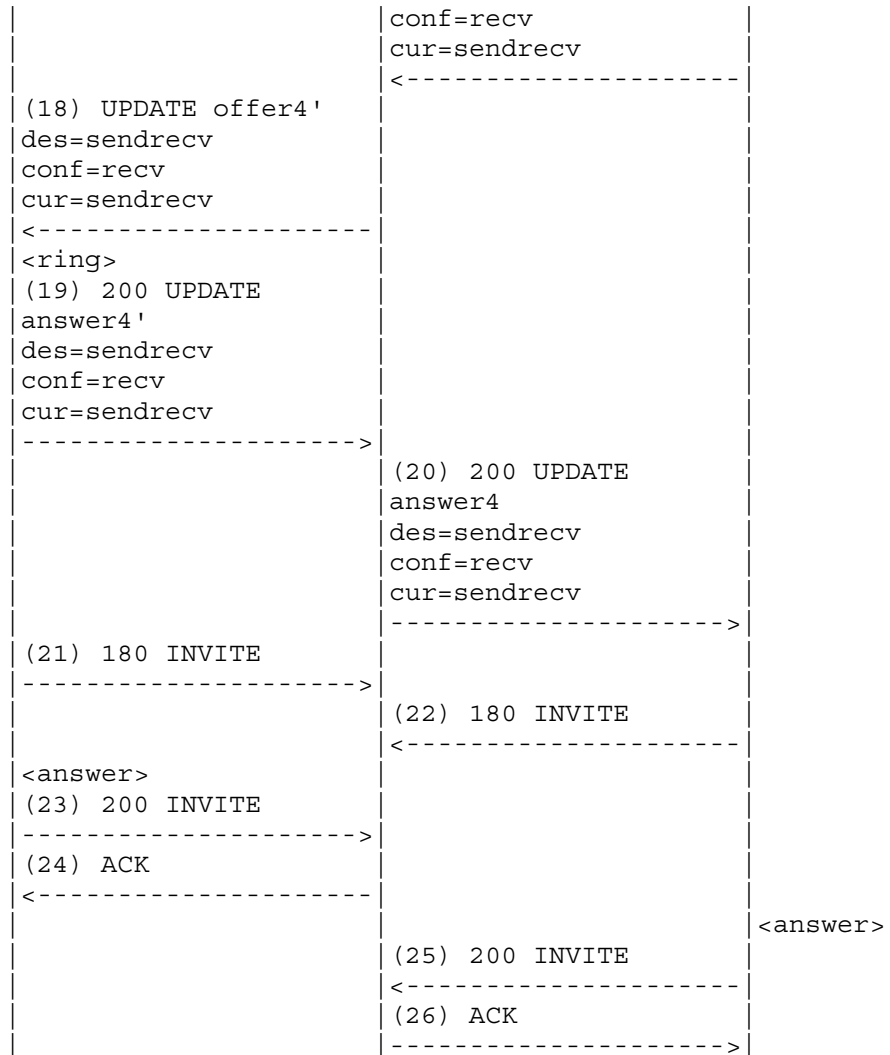 |                     |conf=recv            |
|                     |cur=sendrecv         |
|                     |<--------------------|
|(18) UPDATE offer4'  |                     |
|des=sendrecv         |                     |
|conf=recv            |                     |
|cur=sendrecv         |                     |
|<--------------------|                     |
|<ring>               |                     |
|(19) 200 UPDATE      |                     |
|answer4'             |                     |
|des=sendrecv         |                     |
|conf=recv            |                     |
|cur=sendrecv         |                     |
|-------------------->|                     |
|                     |(20) 200 UPDATE      |
|                     |answer4              |
|                     |des=sendrecv         |
|                     |conf=recv            |
|                     |cur=sendrecv         |
|                     |-------------------->|
|(21) 180 INVITE      |                     |
|-------------------->|                     |
|                     |(22) 180 INVITE      |
|                     |<--------------------|
|<answer>             |                     |
|(23) 200 INVITE      |                     |
|-------------------->|                     |
|(24) ACK             |                     |
|<--------------------|                     |
|                     |                     |<answer>
|                     |(25) 200 INVITE      |
|                     |<--------------------|
|                     |(26) ACK             |
|                     |-------------------->|